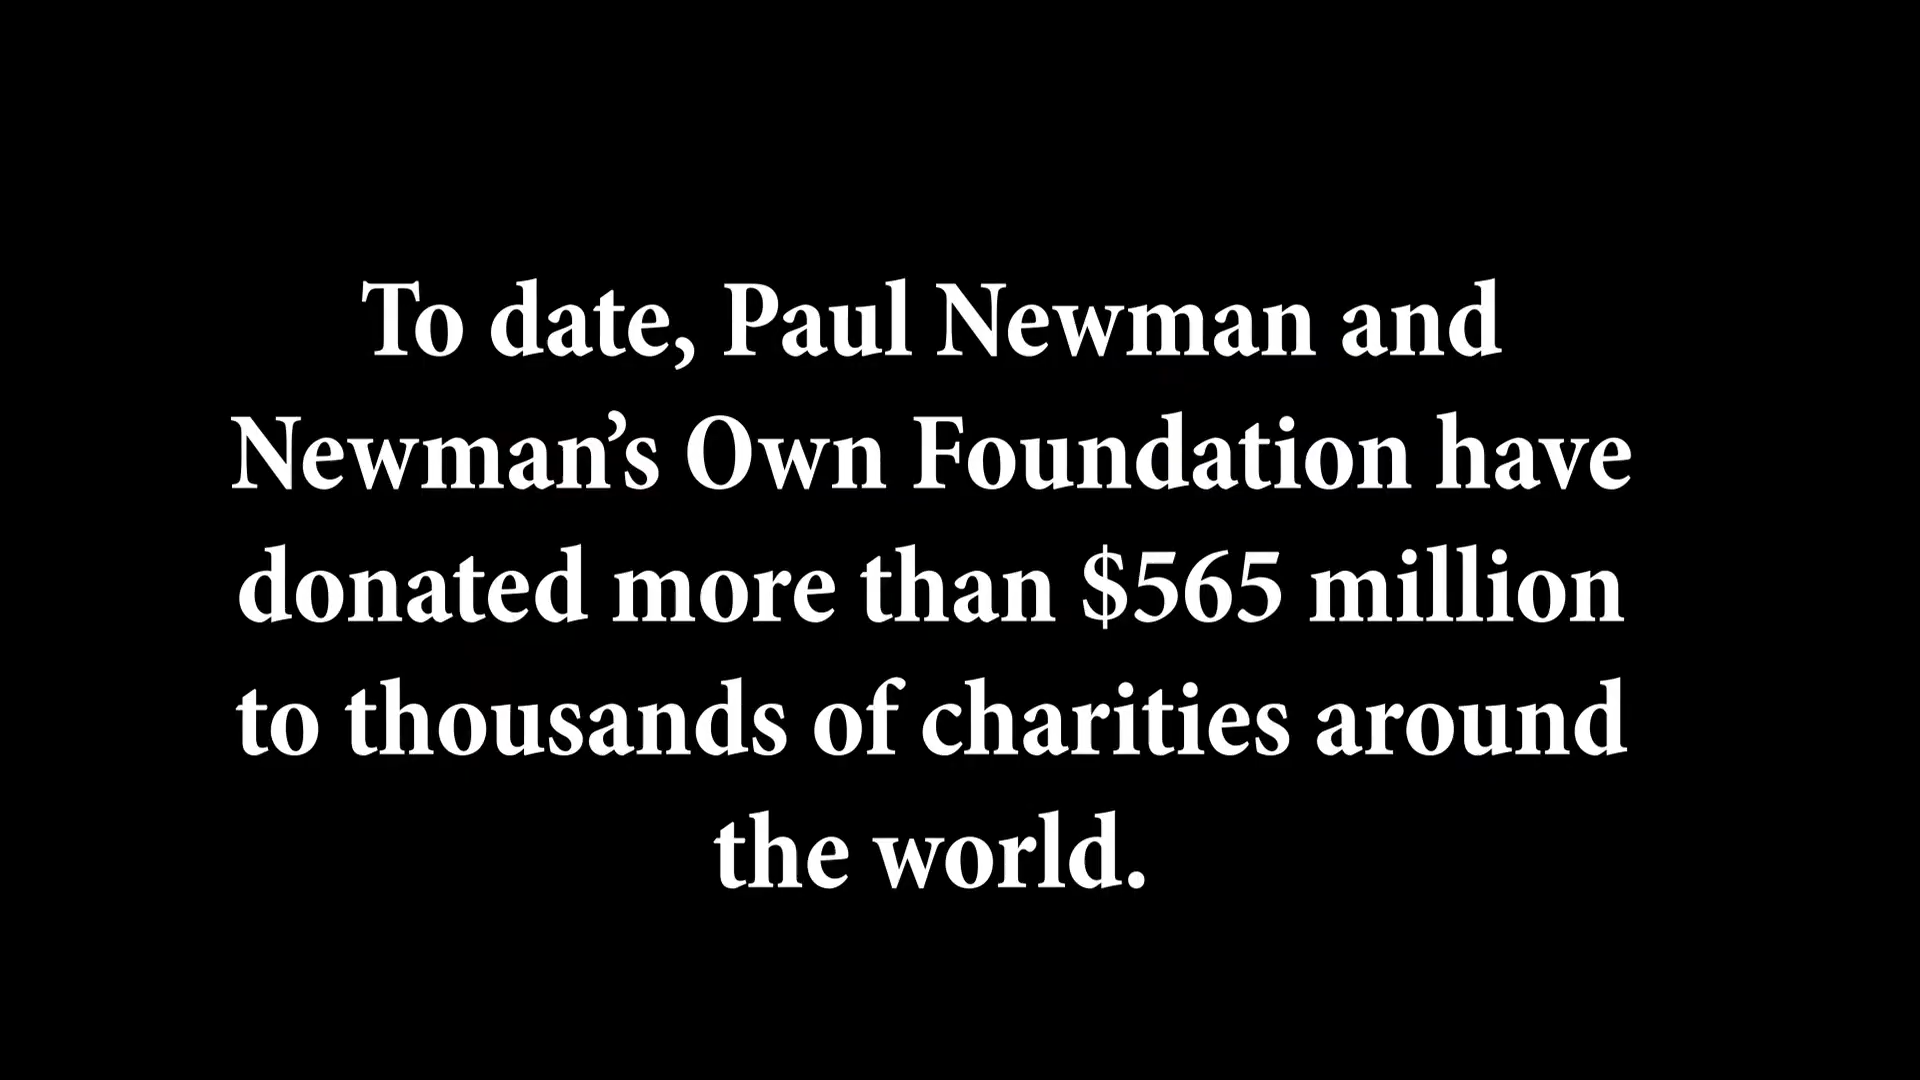 To date, Paul Newman and
Newman’s Own Foundation have
donated more than $565 million
to thousands of charities around
the world.